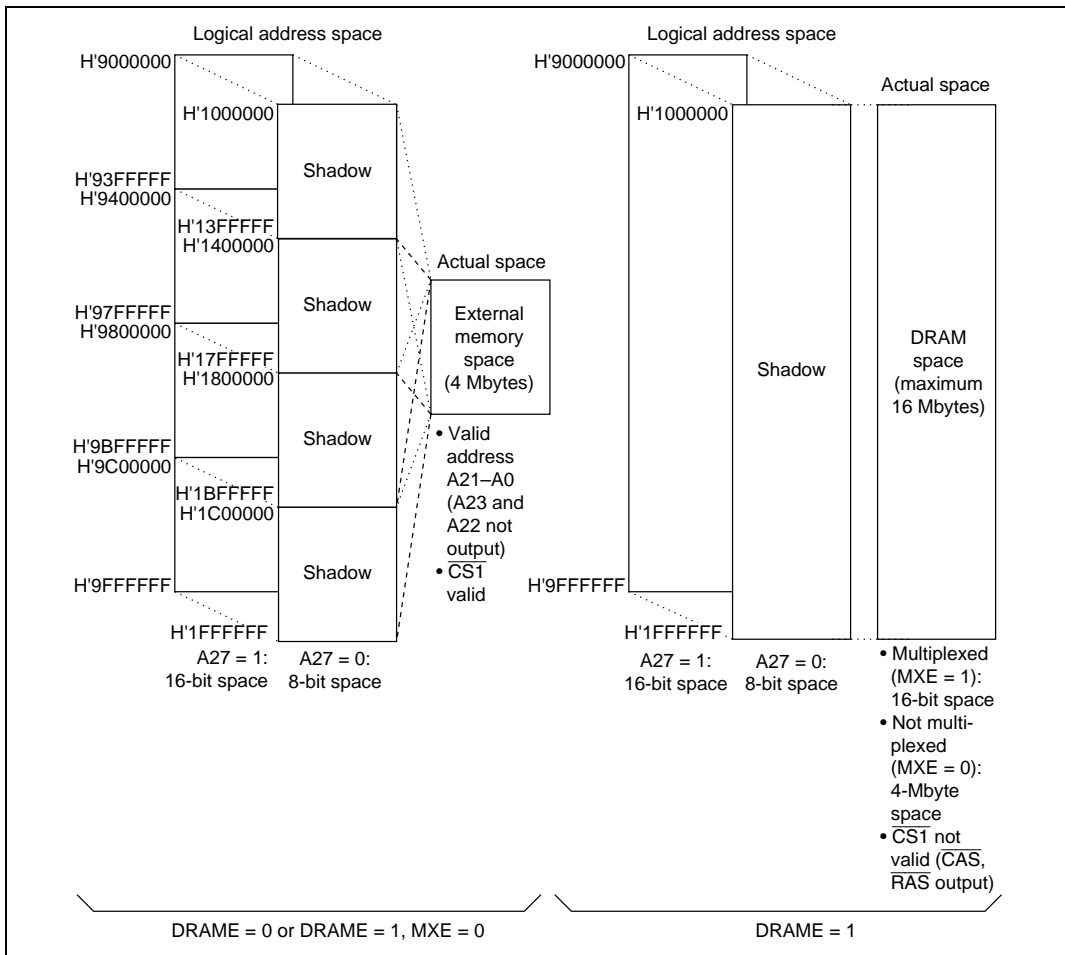 Logical address space
H'9000000
H'1000000
Shadow
H'93FFFFF
H'9400000
H'13FFFFF
H'1400000
Shadow
H'97FFFFF
H'9800000
H'17FFFFF
H'1800000
Shadow
H'9BFFFFF
H'9C00000
H'1BFFFFF
H'1C00000
Shadow
H'9FFFFFF
H'1FFFFFF
A27 = 1:
16-bit space
A27 = 0:
8-bit space
Actual space
External
memory
space
(4 Mbytes)
• Valid
address
A21–A0
(A23 and
A22 not
output)
• C̅S̅1̅
valid
DRAME = 0 or DRAME = 1, MXE = 0
Logical address space
H'9000000
H'1000000
Shadow
H'9FFFFFF
H'1FFFFFF
A27 = 1:
16-bit space
A27 = 0:
8-bit space
Actual space
DRAM
space
(maximum
16 Mbytes)
• Multiplexed
(MXE = 1):
16-bit space
• Not multi-
plexed
(MXE = 0):
4-Mbyte
space
• C̅S̅1̅ not
valid (C̅A̅S̅,
R̅A̅S̅ output)
DRAME = 1